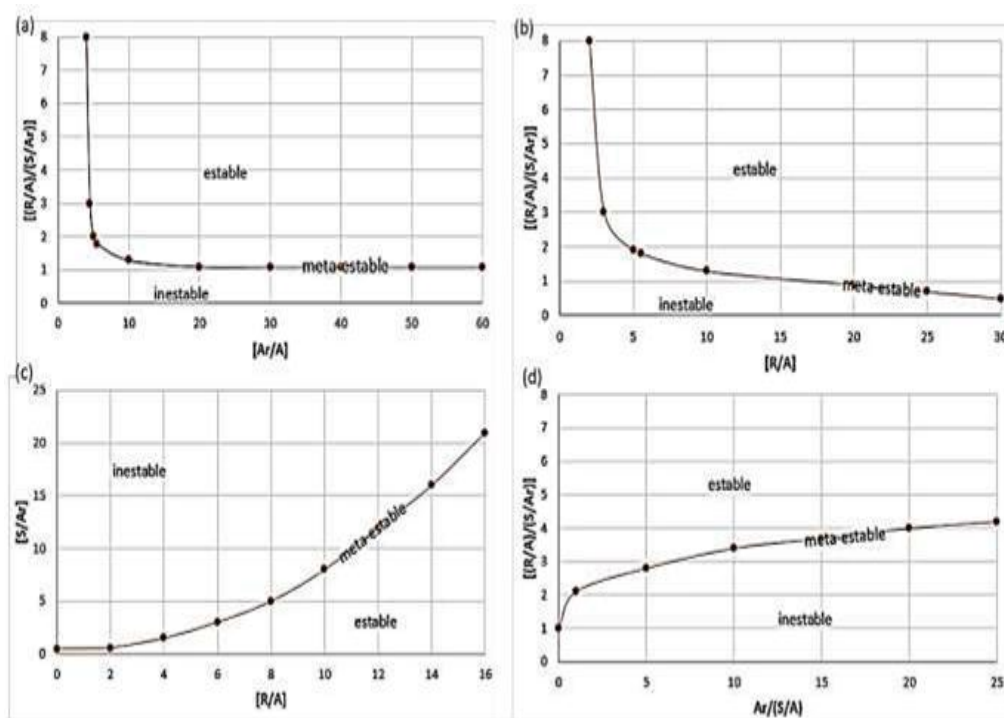 (a)
[(R/A)/(S/Ar)]
8
7
6
5
4
3
2
1
0
estable
meta-estable
inestable
0 10 20 30 40 50 60
[Ar/A]
(b)
[(R/A)/(S/Ar)]
8
7
6
5
4
3
2
1
0
estable
meta-estable
inestable
0 5 10 15 20 25 30
[R/A]
(c)
[S/Ar]
25
20
15
10
5
0
inestable
meta-estable
estable
0 2 4 6 8 10 12 14 16
[R/A]
(d)
[(R/A)/(S/Ar)]
8
7
6
5
4
3
2
1
0
estable
meta-estable
inestable
0 5 10 15 20 25
Ar/(S/A)